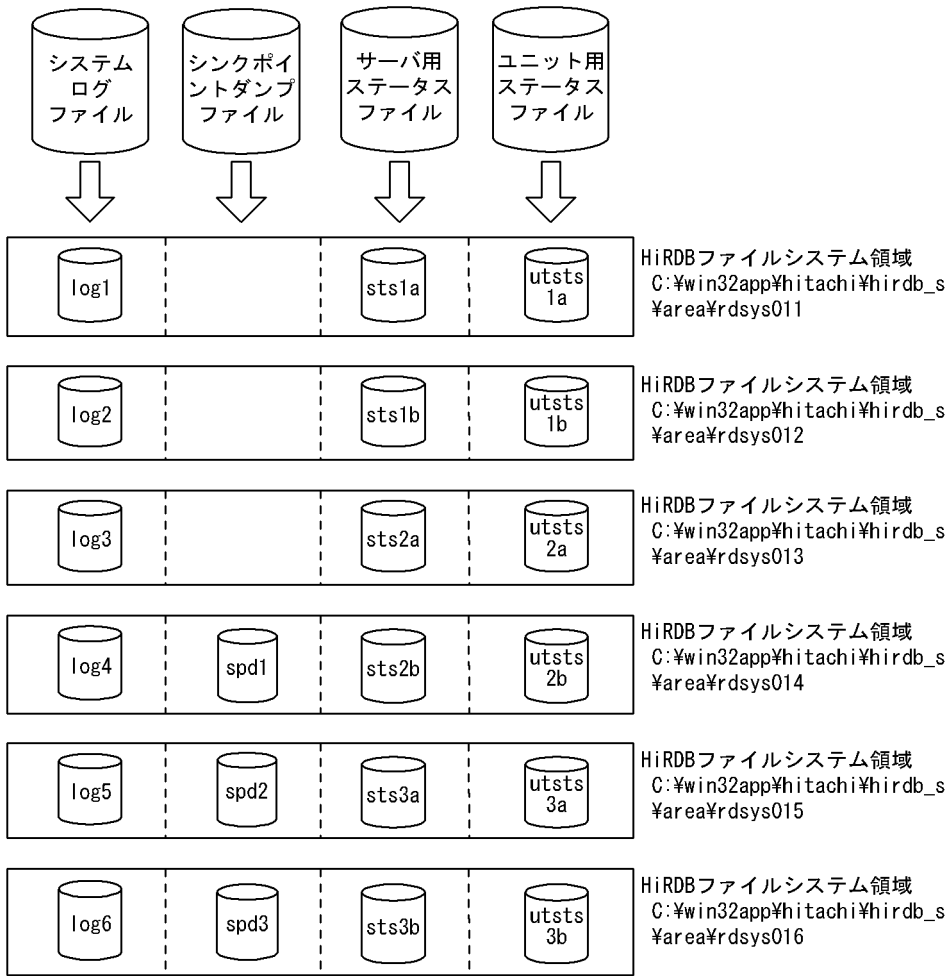 システム
ログ
ファイル
シンクポイ
ントダンプ
ファイル
サーバ用
ステータス
ファイル
ユニット用
ステータス
ファイル
log1
sts1a
utsts
1a
HiRDBファイルシステム領域
C:¥win32app¥hitachi¥hirdb_s
¥area¥rdsys011
log2
sts1b
utsts
1b
HiRDBファイルシステム領域
C:¥win32app¥hitachi¥hirdb_s
¥area¥rdsys012
log3
sts2a
utsts
2a
HiRDBファイルシステム領域
C:¥win32app¥hitachi¥hirdb_s
¥area¥rdsys013
log4
spd1
sts2b
utsts
2b
HiRDBファイルシステム領域
C:¥win32app¥hitachi¥hirdb_s
¥area¥rdsys014
log5
spd2
sts3a
utsts
3a
HiRDBファイルシステム領域
C:¥win32app¥hitachi¥hirdb_s
¥area¥rdsys015
log6
spd3
sts3b
utsts
3b
HiRDBファイルシステム領域
C:¥win32app¥hitachi¥hirdb_s
¥area¥rdsys016